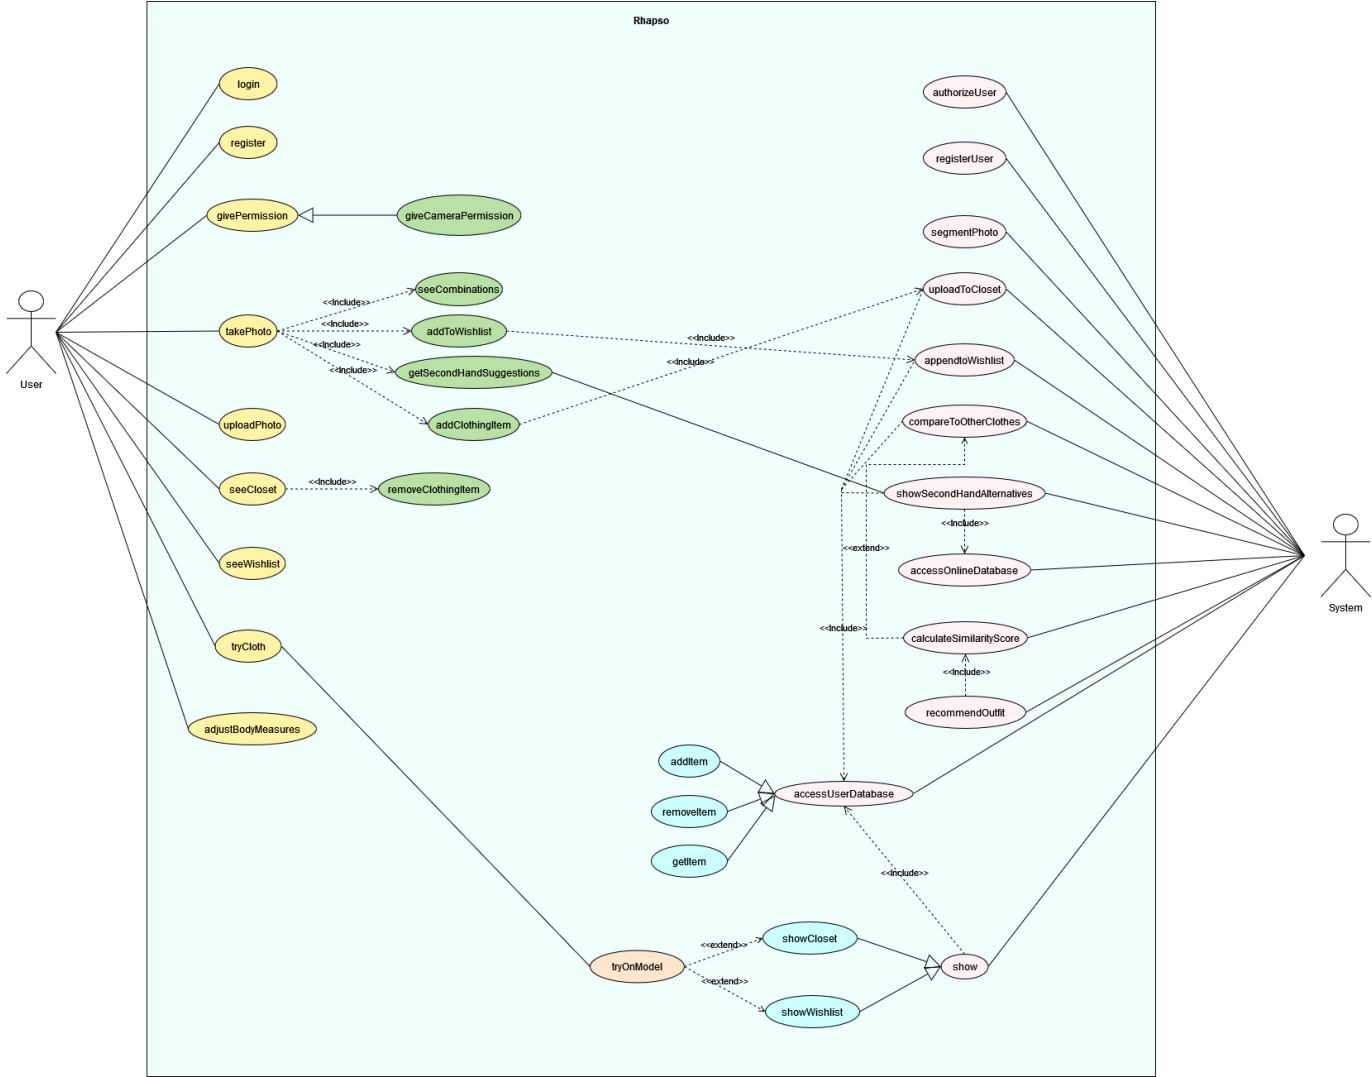 Rhapso
login
authorizeUser
register
registerUser
givePermission
giveCameraPermission
segmentPhoto
seeCombinations
uploadToCloset
<<Include>>
takePhoto
<<Include>>
addToWishlist
<<Include>>
<<Include>>
appendtoWishlist
<<Include>>
<<Include>>
getSecondHandSuggestions
User
uploadPhoto
addClothingItem
compareToOtherClothes
seeCloset
<<Include>>
removeClothingItem
showSecondHandAlternatives
<<Include>>
<<extend>>
seeWishlist
accessOnlineDatabase
System
<<Include>>
calculateSimilarityScore
tryCloth
<<Include>>
recommendOutfit
adjustBodyMeasures
addItem
accessUserDatabase
removeItem
getItem
<<Include>>
showCloset
<<extend>>
tryOnModel
show
<<extend>>
showWishlist